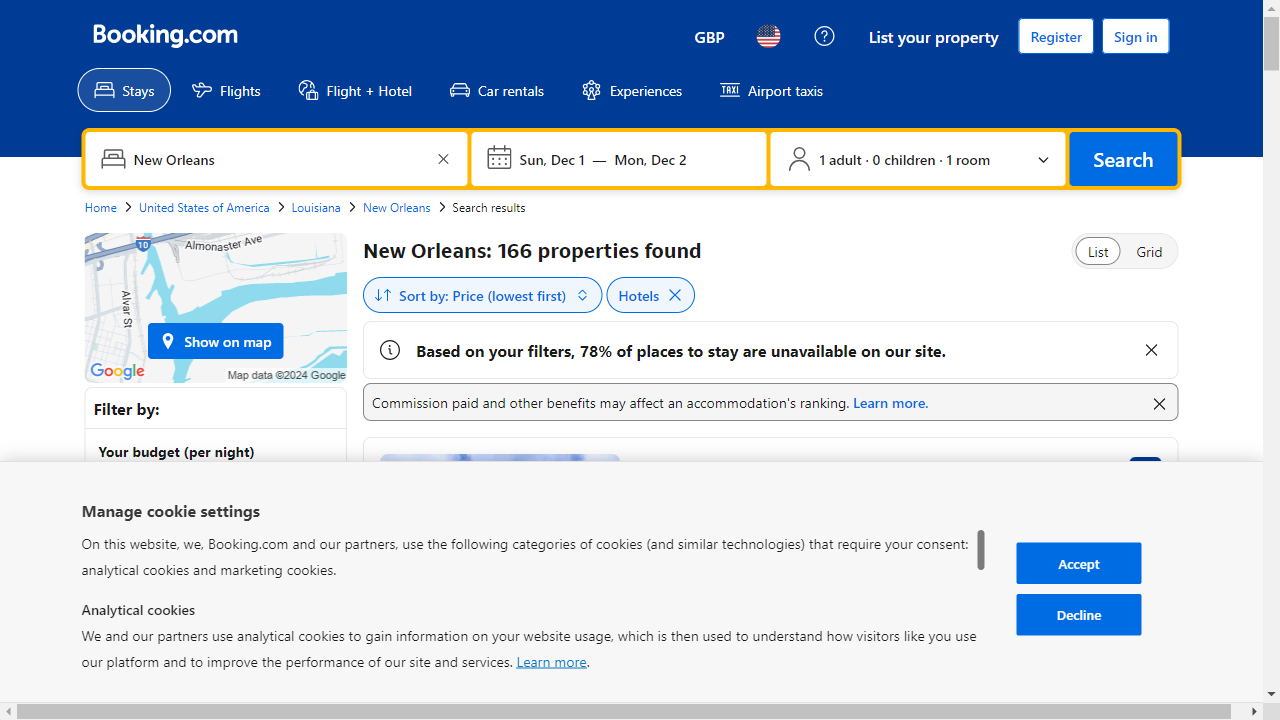 Booking.com
GBP
List your property
Register
Sign in
Stays
Flights
Flight + Hotel
Car rentals
Experiences
TAXI
Airport taxis
New Orleans
Sun, Dec 1 — Mon, Dec 2
1 adult · 0 children · 1 room
Search
Home
United States of America
Louisiana
New Orleans
Search results
10
Almonaster Ave
Alvar St
Show on map
Google
Map data ©2024 Google
New Orleans: 166 properties found
List
Grid
Sort by: Price (lowest first)
Hotels
Based on your filters, 78% of places to stay are unavailable on our site.
Commission paid and other benefits may affect an accommodation's ranking. Learn more.
Filter by:
Your budget (per night)
Manage cookie settings
On this website, we, Booking.com and our partners, use the following categories of cookies (and similar technologies) that require your consent:
analytical cookies and marketing cookies.
Analytical cookies
We and our partners use analytical cookies to gain information on your website usage, which is then used to understand how visitors like you use
our platform and to improve the performance of our site and services. Learn more.
Accept
Decline